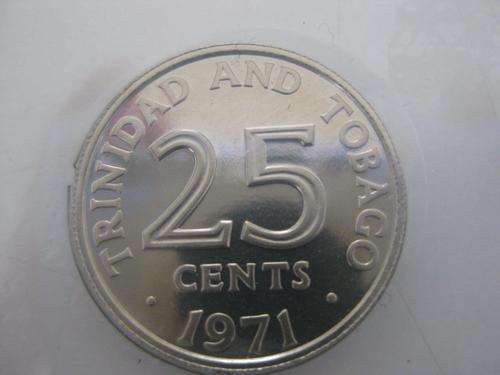 TRINIDAD AND TOBAGO
25
CENTS
· 1971 ·